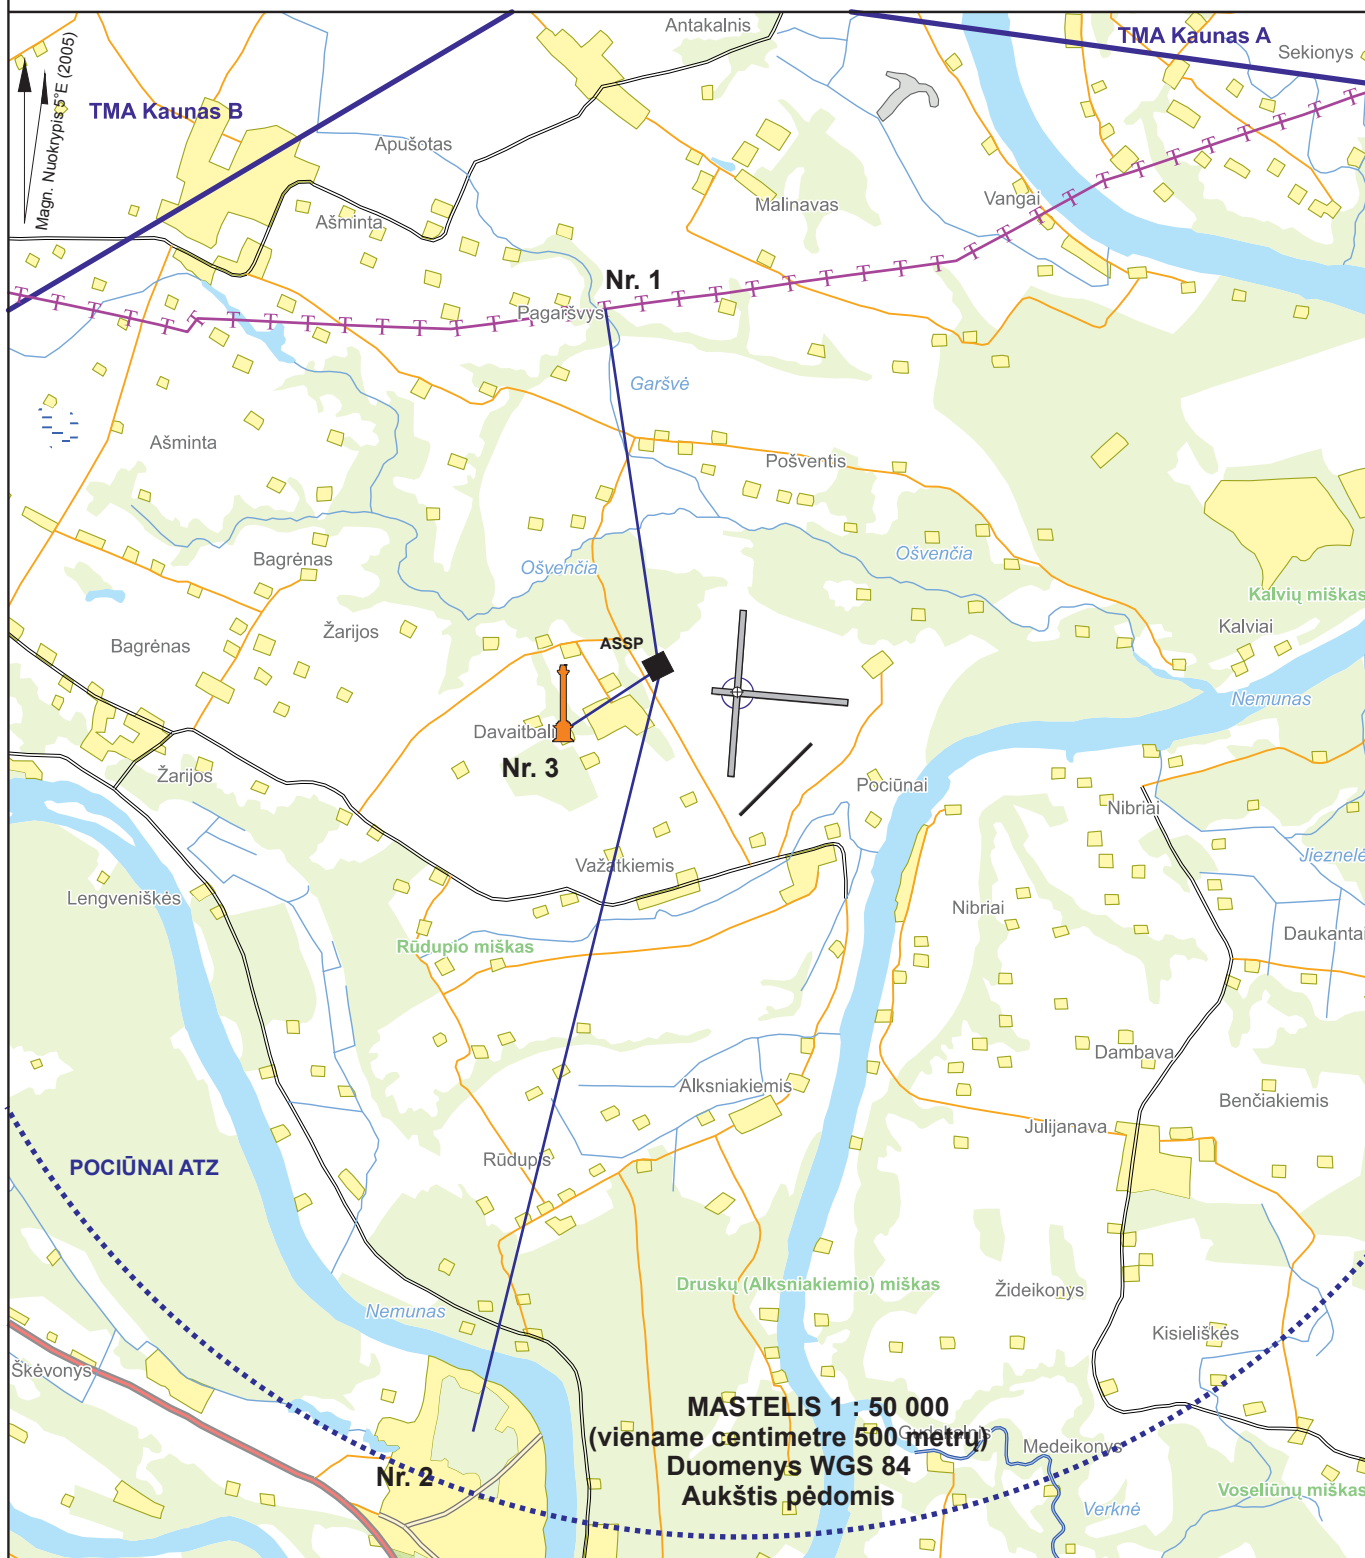 Antakalnis
TMA Kaunas A
Sekionys
Magn. Nuokrypis 5°E (2005)
TMA Kaunas B
Apušotas
Ašminta
Malinavas
Vangai
Nr. 1
Pagaršvys
T T T T T T T T T T T T T T T T T T T T T T T T T T T T T T T T T T T T T
Garšvė
Ašminta
Pošventis
Bagrėnas
Ošvenčia
Ošvenčia
Kalvių miškas
Žarijos
Kalviai
Bagrėnas
ASSP
Nemunas
Davaitbaliai
Nr. 3
Žarijos
Pociūnai
Nibriai
Važatkiemis
Jieznelė
Lengveniškės
Nibriai
Daukantai
Rūdupio miškas
Dambava
Alksniakiemis
Benčiakiemis
Julijanava
Rūdupis
POCIŪNAI ATZ
Druskų (Alksniakiemio) miškas
Žideikonys
Nemunas
Kisieliškės
Škėvonys
MASTELIS 1 : 50 000
(viename centimetre 500 metrų)
Gudakalnis
Medeikonys
Duomenys WGS 84
Nr. 2
Aukštis pėdomis
Voseliūnų miškas
Verknė